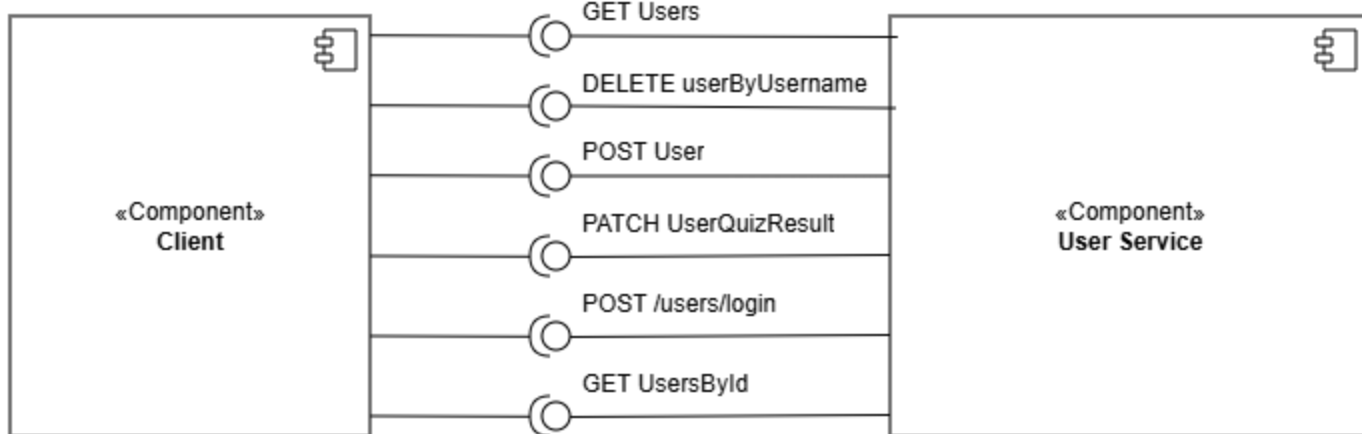 GET Users
DELETE userByUsername
POST User
«Component»
Client
PATCH UserQuizResult
«Component»
User Service
POST /users/login
GET UsersById